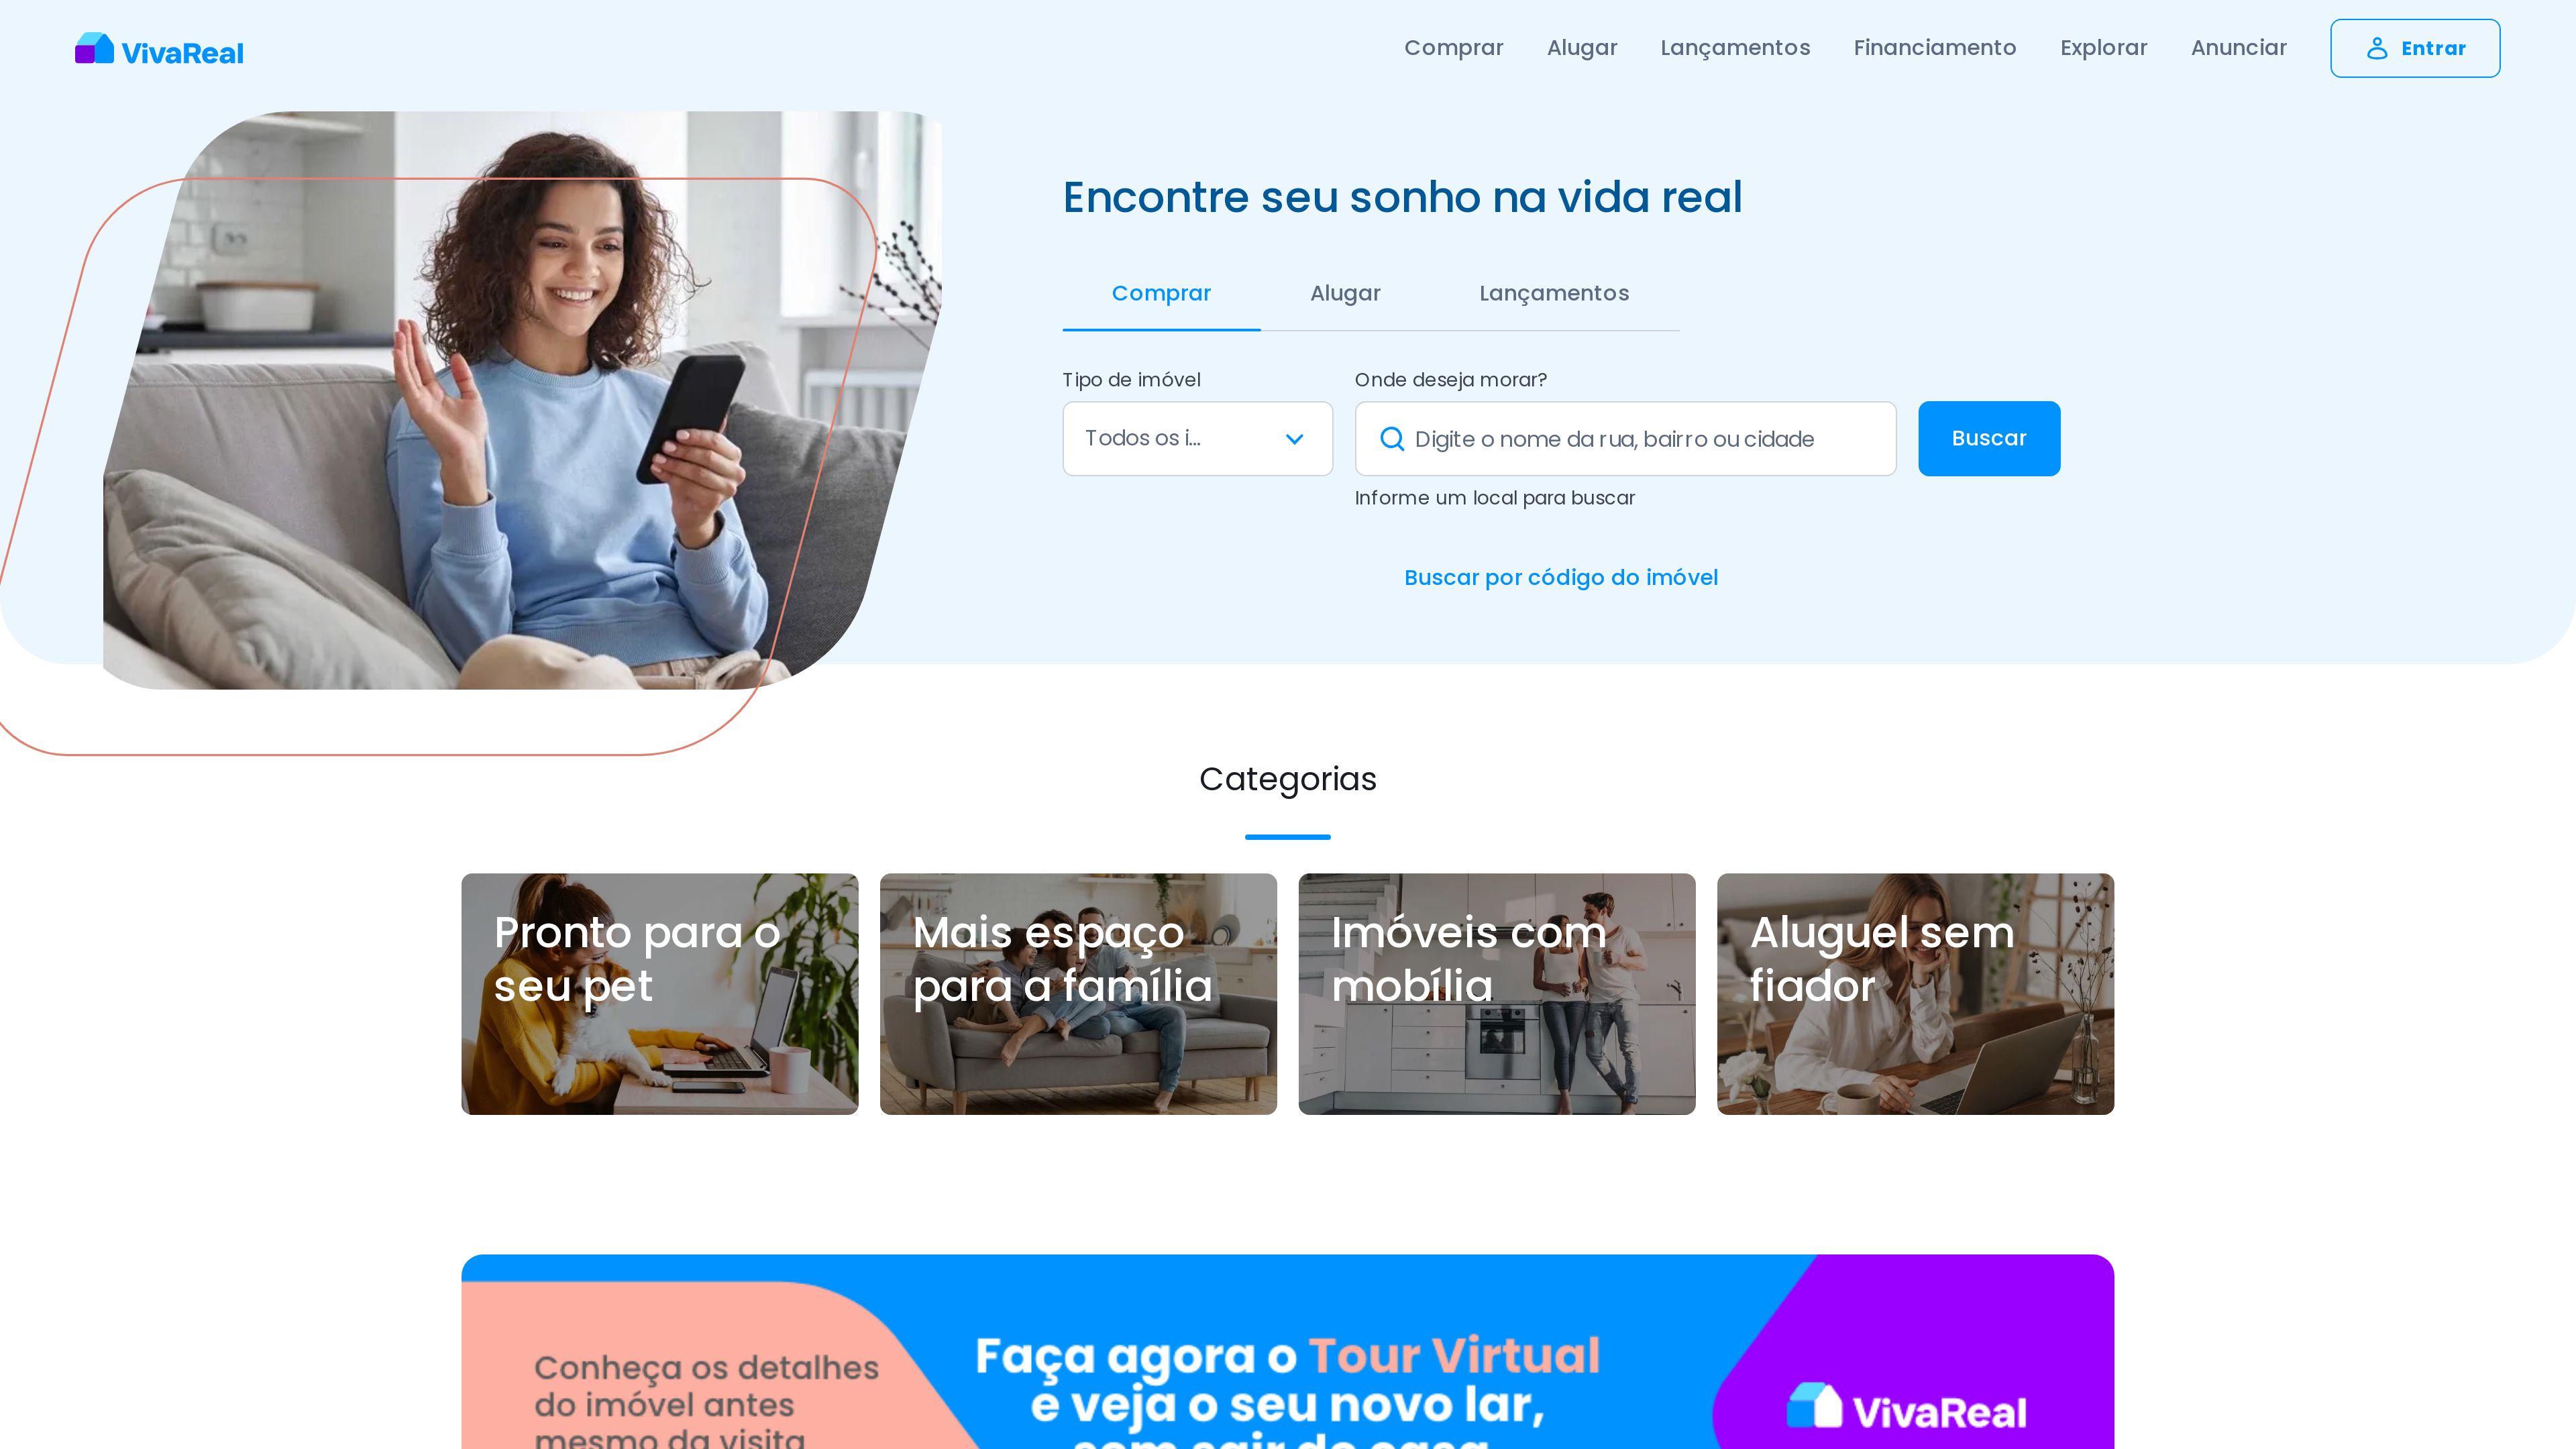 VivaReal
Comprar Alugar Lançamentos Financiamento Explorar Anunciar Entrar
Encontre seu sonho na vida real
Comprar Alugar Lançamentos
Tipo de imóvel
Todos os i...
Onde deseja morar?
Digite o nome da rua, bairro ou cidade
Buscar
Informe um local para buscar
Buscar por código do imóvel
Categorias
Pronto para o
seu pet
Mais espaço
para a família
Imóveis com
mobília
Aluguel sem
fiador
Conheça os detalhes
do imóvel antes
mesmo da visita
Faça agora o Tour Virtual
e veja o seu novo lar,
sem sair de casa
VivaReal